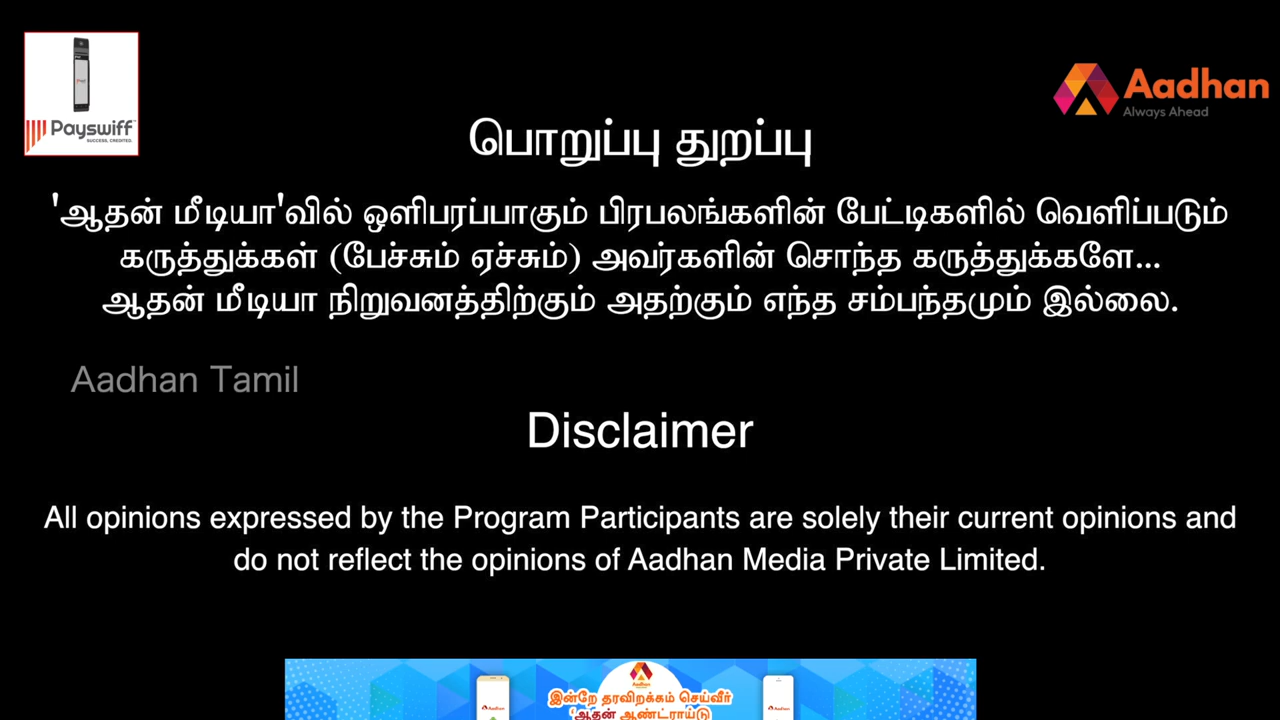 Payswiff
SUCCESS, CREDITED.
Aadhan
Always Ahead
பொறுப்பு துறப்பு
'ஆதன் மீடியா'வில் ஒளிபரப்பாகும் பிரபலங்களின் பேட்டிகளில் வெளிப்படும்
கருத்துக்கள் (பேச்சும் ஏச்சும்) அவர்களின் சொந்த கருத்துக்களே...
ஆதன் மீடியா நிறுவனத்திற்கும் அதற்கும் எந்த சம்பந்தமும் இல்லை.
Aadhan Tamil
Disclaimer
All opinions expressed by the Program Participants are solely their current opinions and
do not reflect the opinions of Aadhan Media Private Limited.
Aadhan
இன்றே தரவிறக்கம் செய்வீர்
Aadhan
Aadhan
'ஆதன் ஆண்ட்ராய்டு